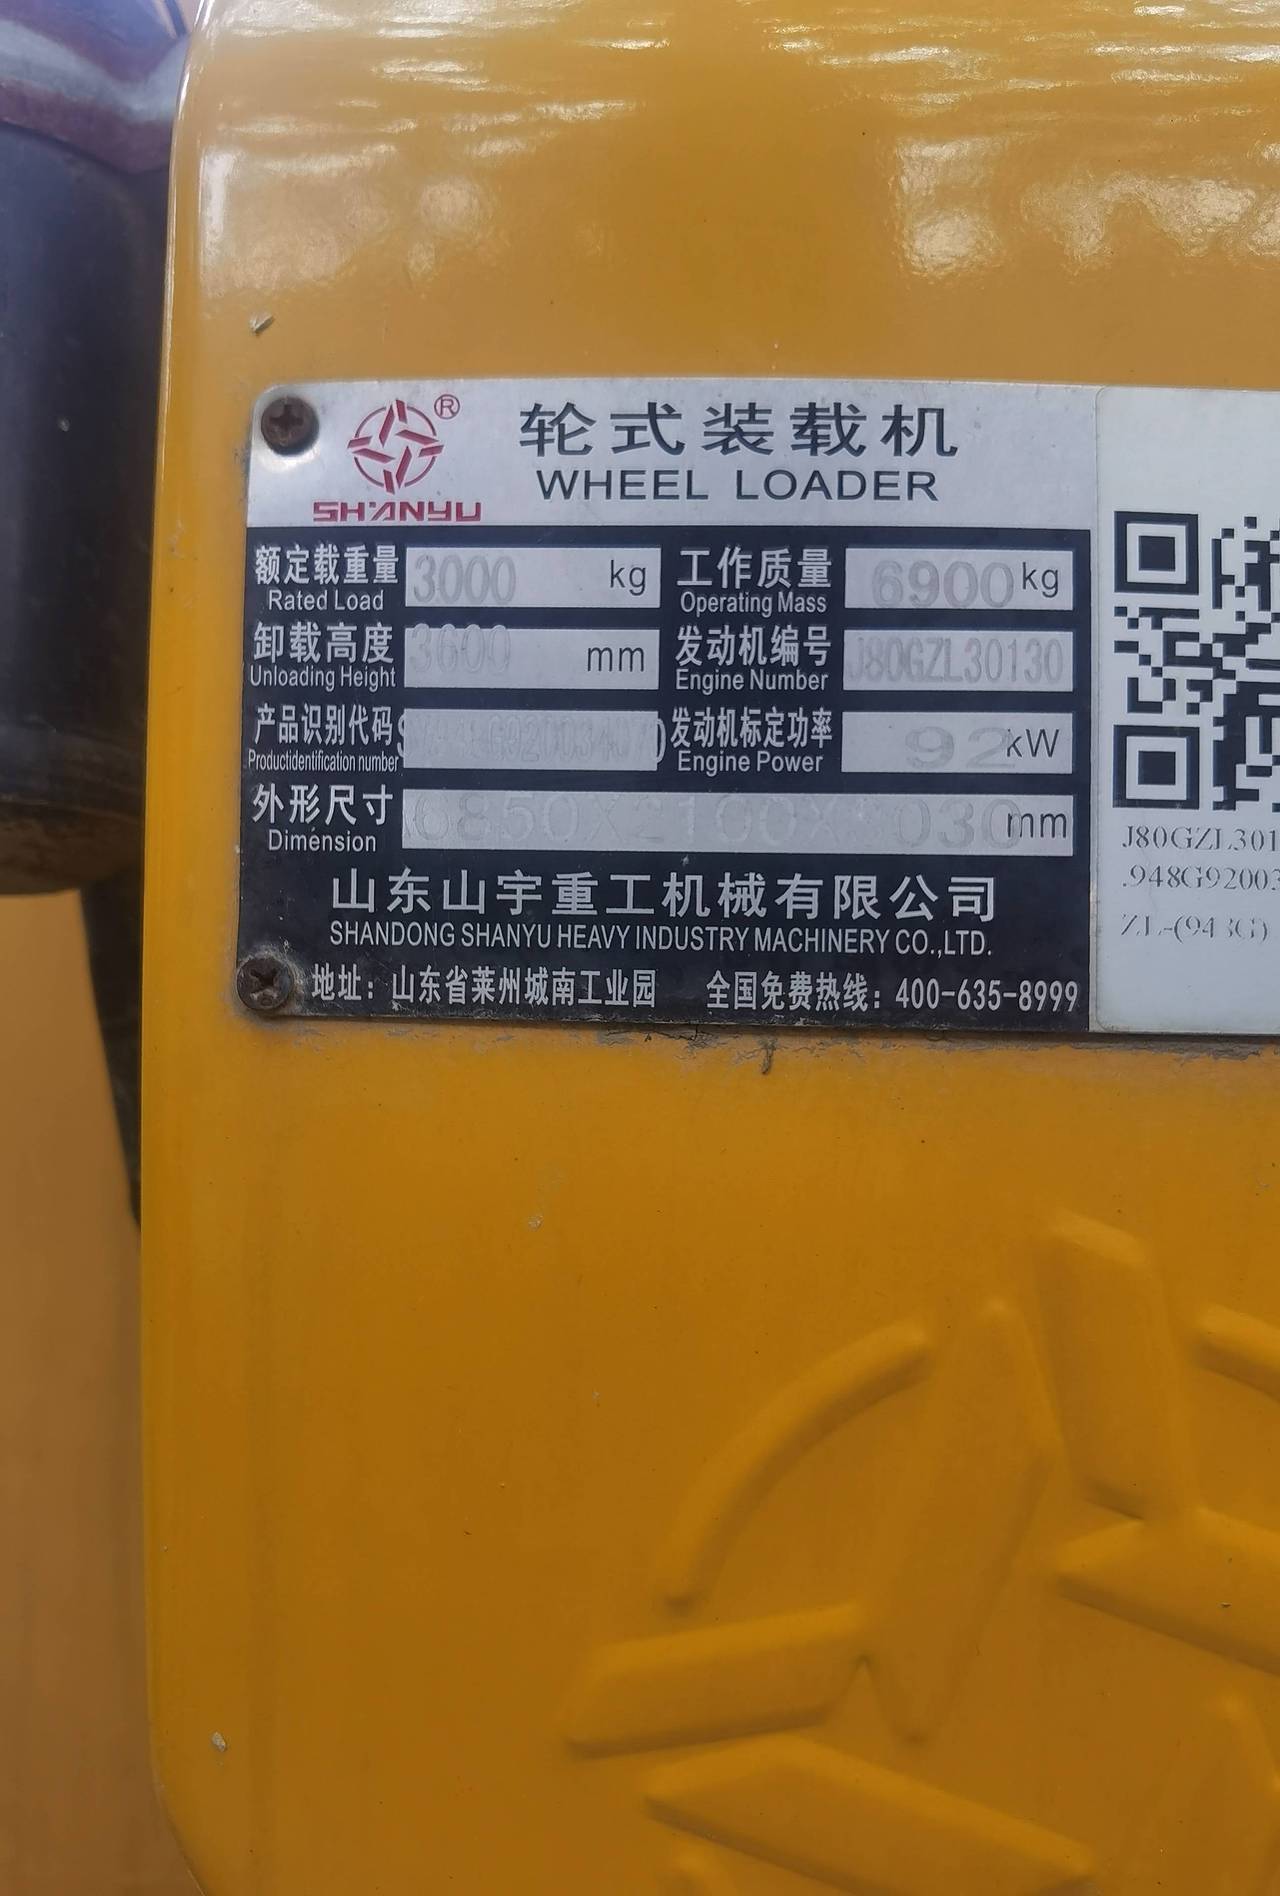 ® 轮式装载机
SHANYU WHEEL LOADER
额定载重量 3000 kg 工作质量 6900 kg
Rated Load Operating Mass
卸载高度 3600 mm 发动机编号 J80GZL30130
Unloading Height Engine Number
产品识别代码 发动机标定功率 92 kW
Productidentification number Engine Power
外形尺寸 mm
Dimension
山东山宇重工机械有限公司
SHANDONG SHANYU HEAVY INDUSTRY MACHINERY CO.,LTD.
地址：山东省莱州城南工业园 全国免费热线：400-635-8999
J80GZL301
.948G92003